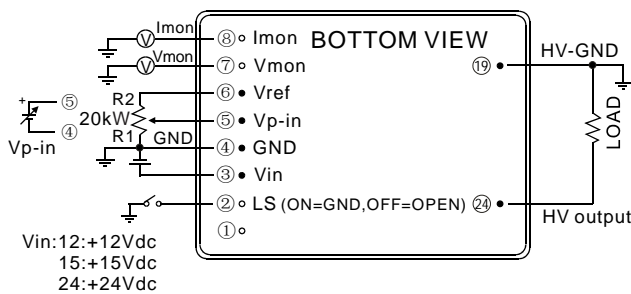 Imon
V
⑧ Imon
BOTTOM VIEW
HV-GND
Vmon
V
⑦ Vmon
⑲
R2
⑥ Vref
+
⑤
20kW
⑤ Vp-in
LOAD
④
R1
GND
④ GND
Vp-in
③ Vin
② LS (ON=GND,OFF=OPEN)
㉔
HV output
①
Vin:12:+12Vdc
15:+15Vdc
24:+24Vdc